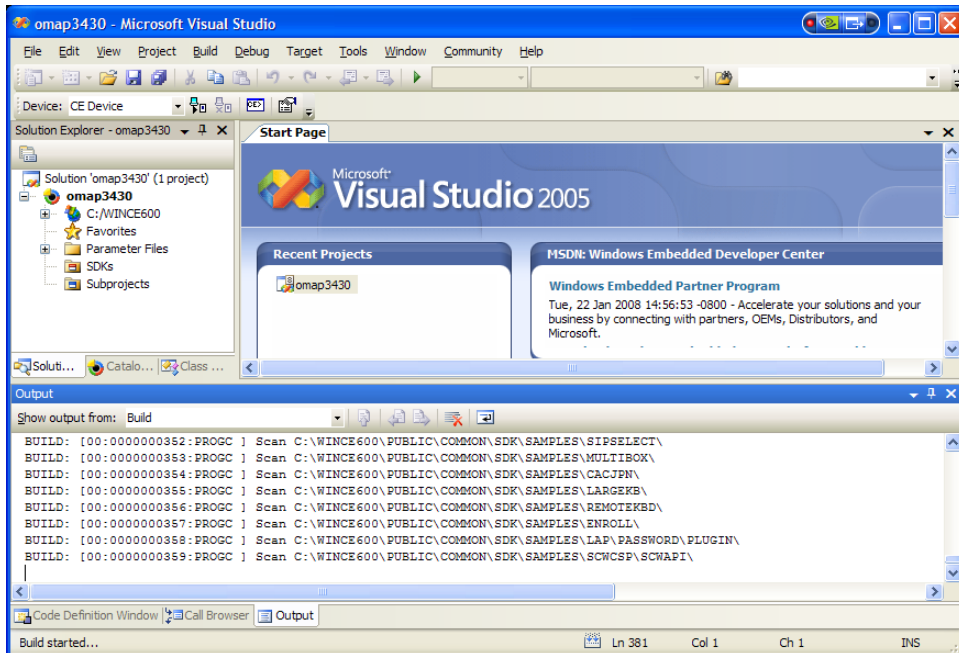 omap3430 - Microsoft Visual Studio
File Edit View Project Build Debug Target Tools Window Community Help
Device: CE Device
Solution Explorer - omap3430
Start Page
Solution 'omap3430' (1 project)
omap3430
C:/WINCE600
Favorites
Parameter Files
SDKs
Subprojects
Soluti... Catalo... Class ...
Microsoft
Visual Studio 2005
Recent Projects
omap3430
MSDN: Windows Embedded Developer Center
Windows Embedded Partner Program
Tue, 22 Jan 2008 14:56:53 -0800 - Accelerate your solutions and your
business by connecting with partners, OEMs, Distributors, and
Microsoft.
Output
Show output from: Build
BUILD: [00:0000000352:PROGC ] Scan C:\WINCE600\PUBLIC\COMMON\SDK\SAMPLES\SIPSELECT\
BUILD: [00:0000000353:PROGC ] Scan C:\WINCE600\PUBLIC\COMMON\SDK\SAMPLES\MULTIBOX\
BUILD: [00:0000000354:PROGC ] Scan C:\WINCE600\PUBLIC\COMMON\SDK\SAMPLES\CACJPN\
BUILD: [00:0000000355:PROGC ] Scan C:\WINCE600\PUBLIC\COMMON\SDK\SAMPLES\LARGEKB\
BUILD: [00:0000000356:PROGC ] Scan C:\WINCE600\PUBLIC\COMMON\SDK\SAMPLES\REMOTEKBD\
BUILD: [00:0000000357:PROGC ] Scan C:\WINCE600\PUBLIC\COMMON\SDK\SAMPLES\ENROLL\
BUILD: [00:0000000358:PROGC ] Scan C:\WINCE600\PUBLIC\COMMON\SDK\SAMPLES\LAP\PASSWORD\PLUGIN\
BUILD: [00:0000000359:PROGC ] Scan C:\WINCE600\PUBLIC\COMMON\SDK\SAMPLES\SCWCSP\SCWAPI\
Code Definition Window Call Browser Output
Build started... Ln 381 Col 1 Ch 1 INS